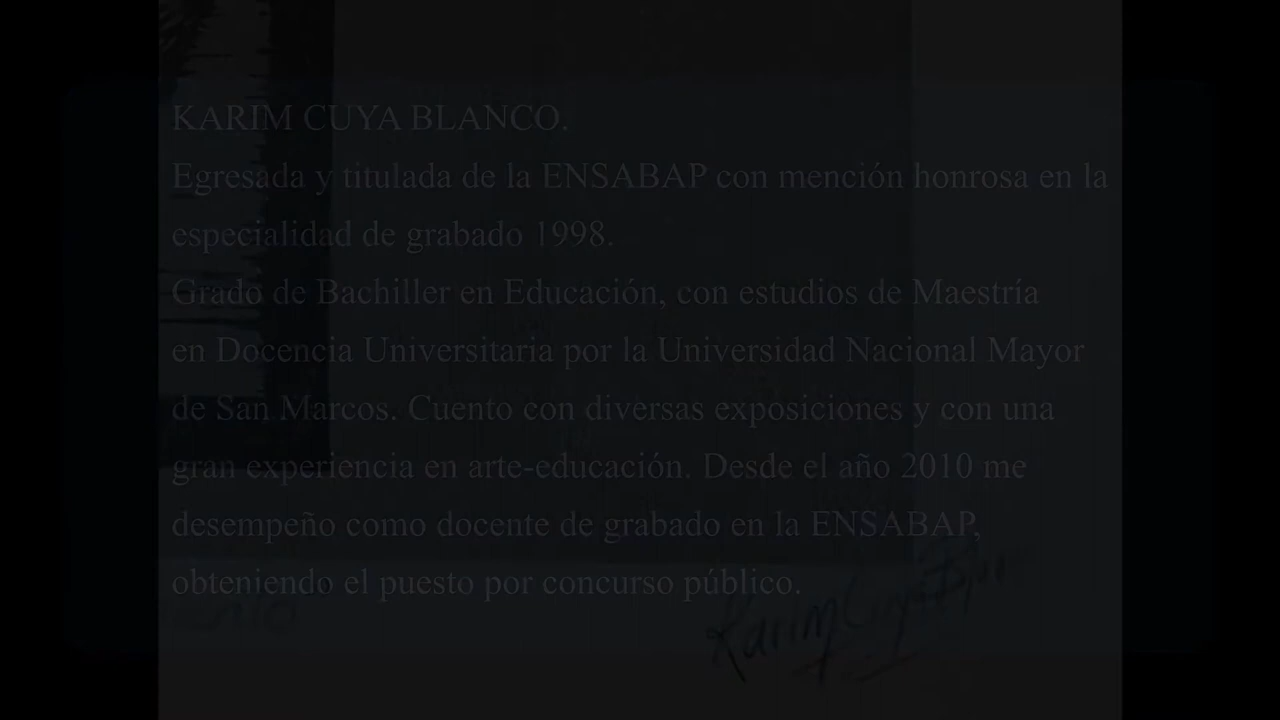 KARIM CUYA BLANCO.
Egresada y titulada de la ENSABAP con mención honrosa en la
especialidad de grabado 1998.
Grado de Bachiller en Educación, con estudios de Maestría
en Docencia Universitaria por la Universidad Nacional Mayor
de San Marcos. Cuento con diversas exposiciones y con una
gran experiencia en arte-educación. Desde el año 2010 me
desempeño como docente de grabado en la ENSABAP,
obteniendo el puesto por concurso público.
Karim Cuya